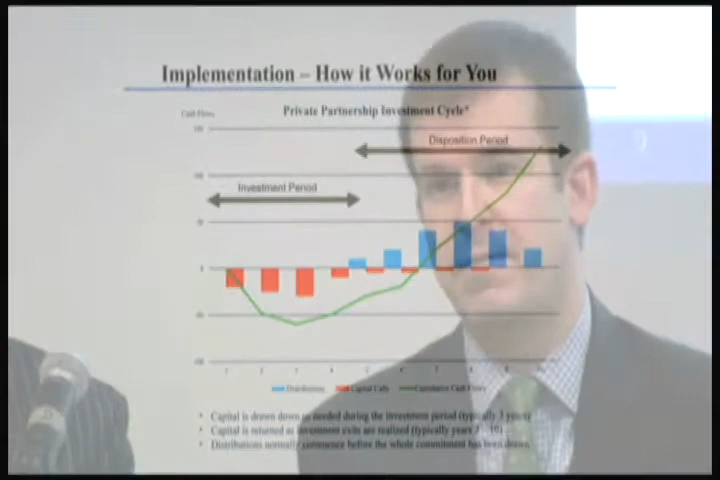 Implementation – How it Works for You
Private Partnership Investment Cycle*
Cash Flows
Disposition Period
Investment Period
Distributions Capital Calls Cumulative Cash Flows
* Capital is drawn down as needed during the investment period (typically 3 years)
* Capital is returned as investment exits are realized (typically years 3 – 10)
* Distributions normally commence before the whole commitment has been drawn